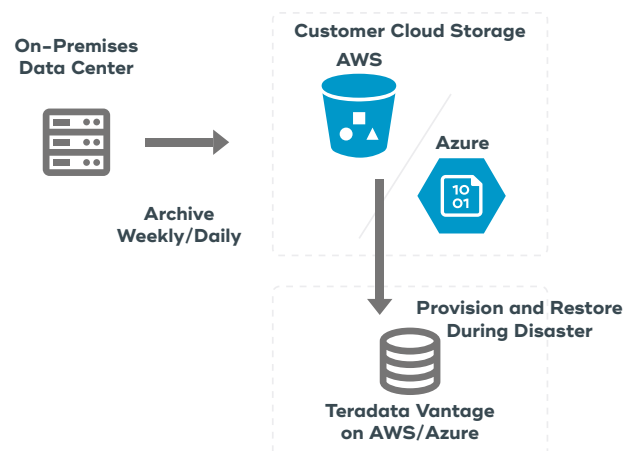 On-Premises
Data Center
Archive
Weekly/Daily
Customer Cloud Storage
AWS
Azure
10
01
Provision and Restore
During Disaster
Teradata Vantage
on AWS/Azure